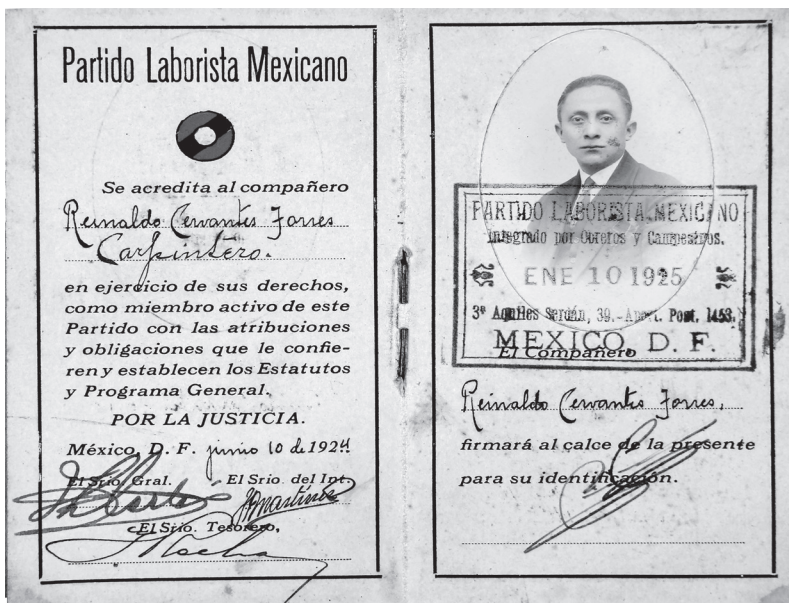 Partido Laborista Mexicano
Se acredita al compañero
Reinaldo Cervantes Torres
Carpintero.
en ejercicio de sus derechos,
como miembro activo de este
Partido con las atribuciones
y obligaciones que le confie-
ren y establecen los Estatutos
y Programa General.
POR LA JUSTICIA.
México, D. F. junio 10 de 1924.
El Srio. Gral. El Srio. del Int.
El Srio. Tesorero,
PARTIDO LABORISTA MEXICANO
Integrado por Obreros y Campesinos.
ENE 10 1925
3ª Aquiles Serdán, 39.-Apart. Post. 1453.
MEXICO, D. F.
El Compañero
Reinaldo Cervantes Torres,
firmará al calce de la presente
para su identificación.